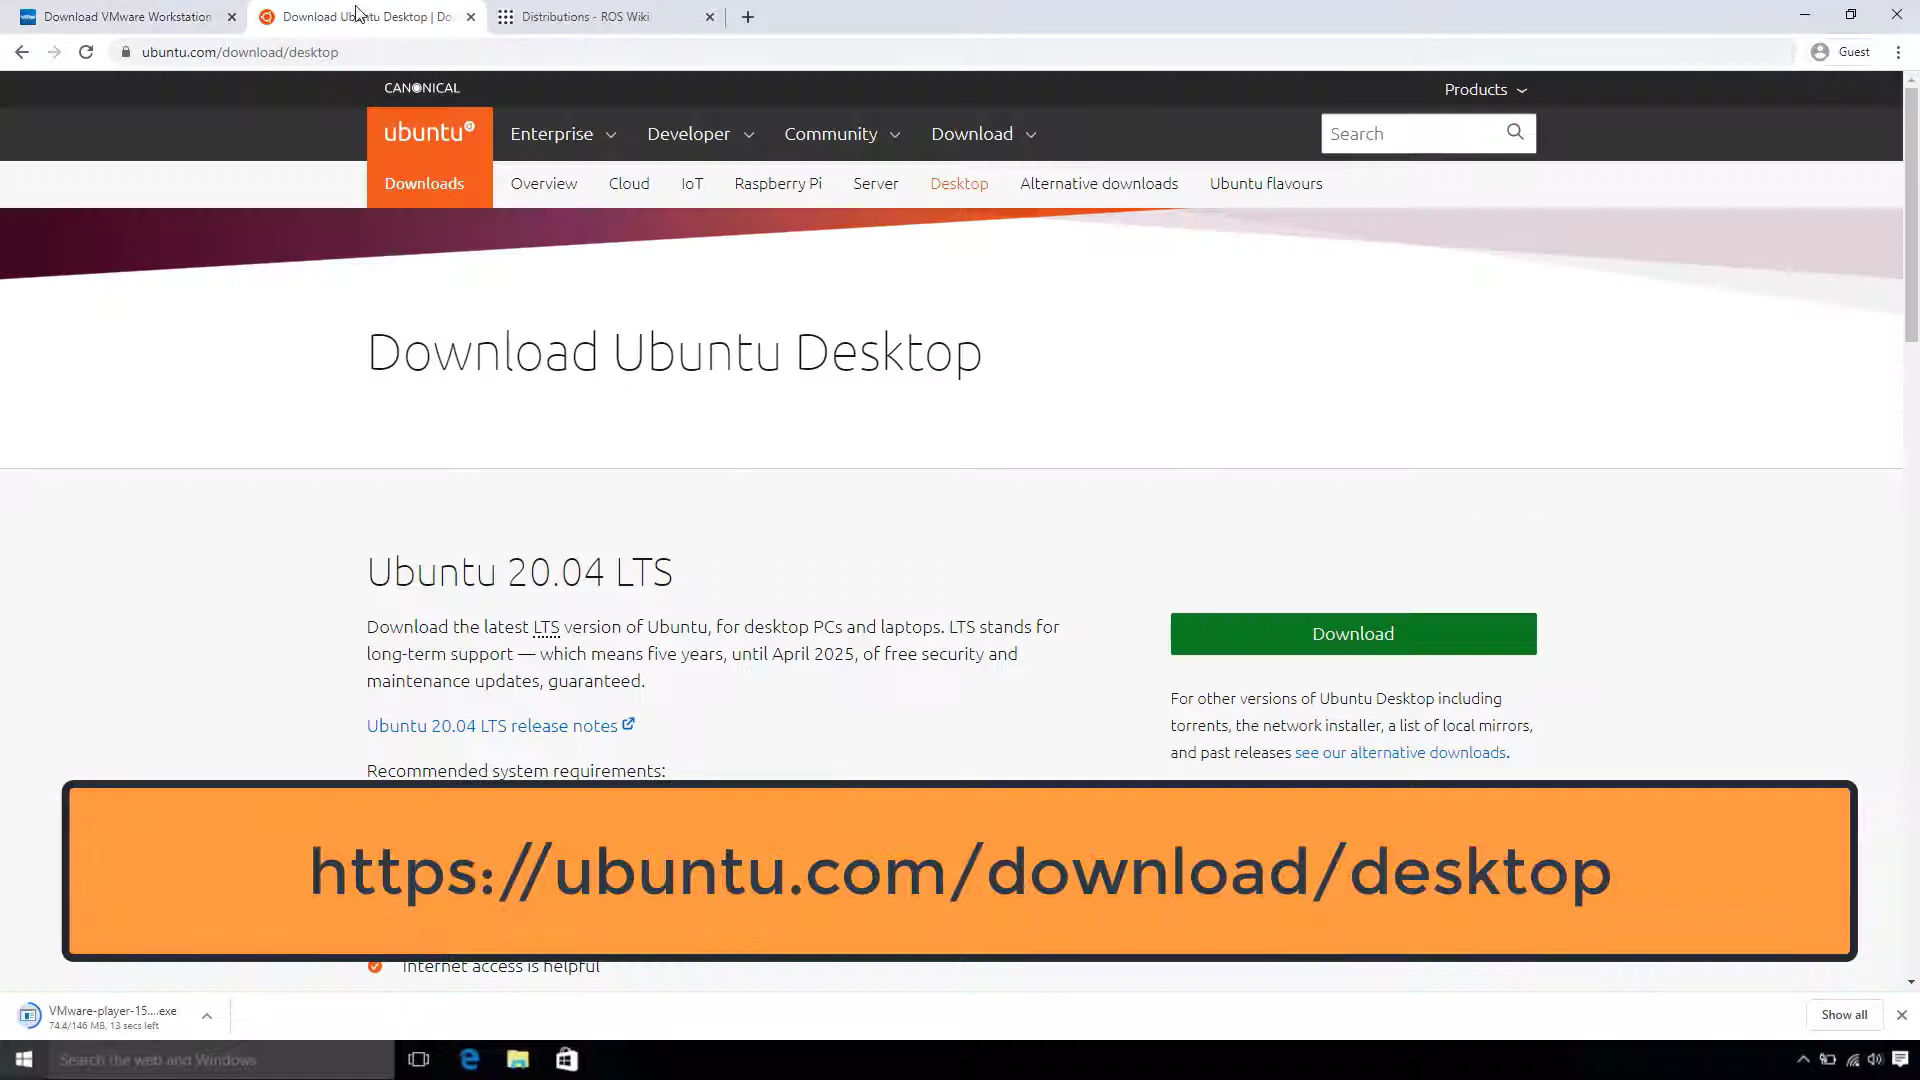 Download VMware Workstation
Download Ubuntu Desktop | Do
Distributions - ROS Wiki
ubuntu.com/download/desktop
Guest
CANONICAL
Products
ubuntu
Enterprise
Developer
Community
Download
Search
Downloads
Overview
Cloud
IoT
Raspberry Pi
Server
Desktop
Alternative downloads
Ubuntu flavours
Download Ubuntu Desktop
Ubuntu 20.04 LTS
Download the latest LTS version of Ubuntu, for desktop PCs and laptops. LTS stands for
long-term support — which means five years, until April 2025, of free security and
maintenance updates, guaranteed.
Ubuntu 20.04 LTS release notes
Recommended system requirements:
Download
For other versions of Ubuntu Desktop including
torrents, the network installer, a list of local mirrors,
and past releases see our alternative downloads.
https://ubuntu.com/download/desktop
Internet access is helpful
VMware-player-15....exe
74.4/146 MB, 13 secs left
Show all
Search the web and Windows